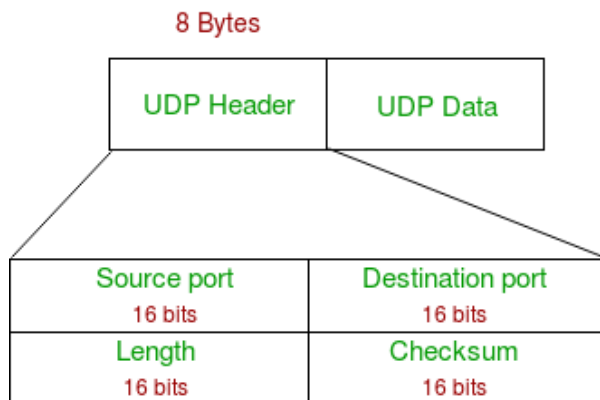 8 Bytes
UDP Header
UDP Data
Source port
Destination port
16 bits
16 bits
Length
Checksum
16 bits
16 bits